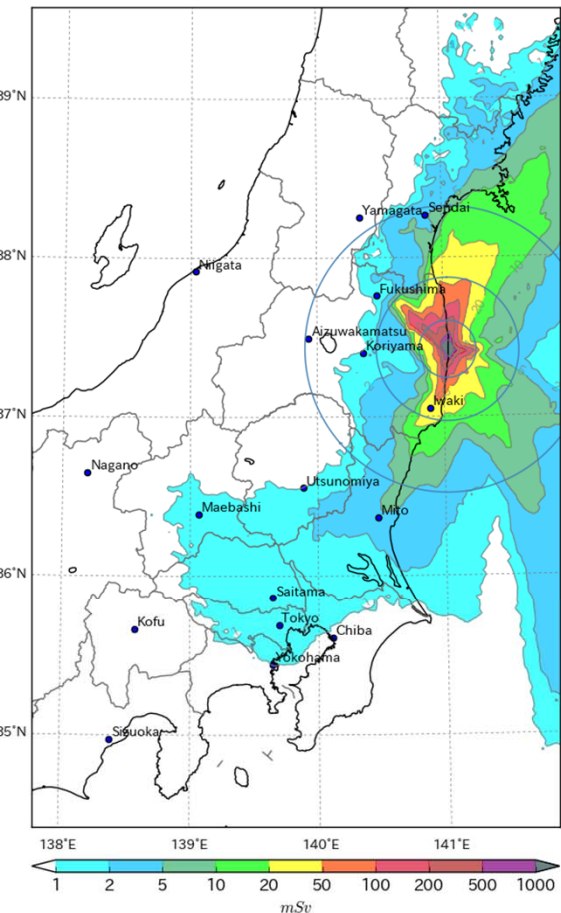 39°N
Yamagata
Sendai
38°N
Niigata
Fukushima
Aizuwakamatsu
Koriyama
37°N
Iwaki
Nagano
Utsunomiya
Maebashi
Mito
36°N
Saitama
Kofu
Tokyo
Chiba
Yokohama
35°N
Sizuoka
138°E 139°E 140°E 141°E
1 2 5 10 20 50 100 200 500 1000
mSv